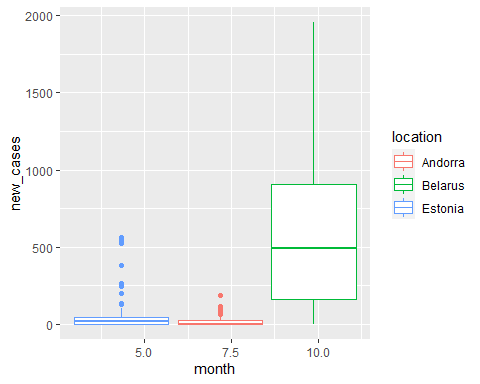 2000
1500
1000
500
0
new_cases
5.0 7.5 10.0
month
location
Andorra
Belarus
Estonia